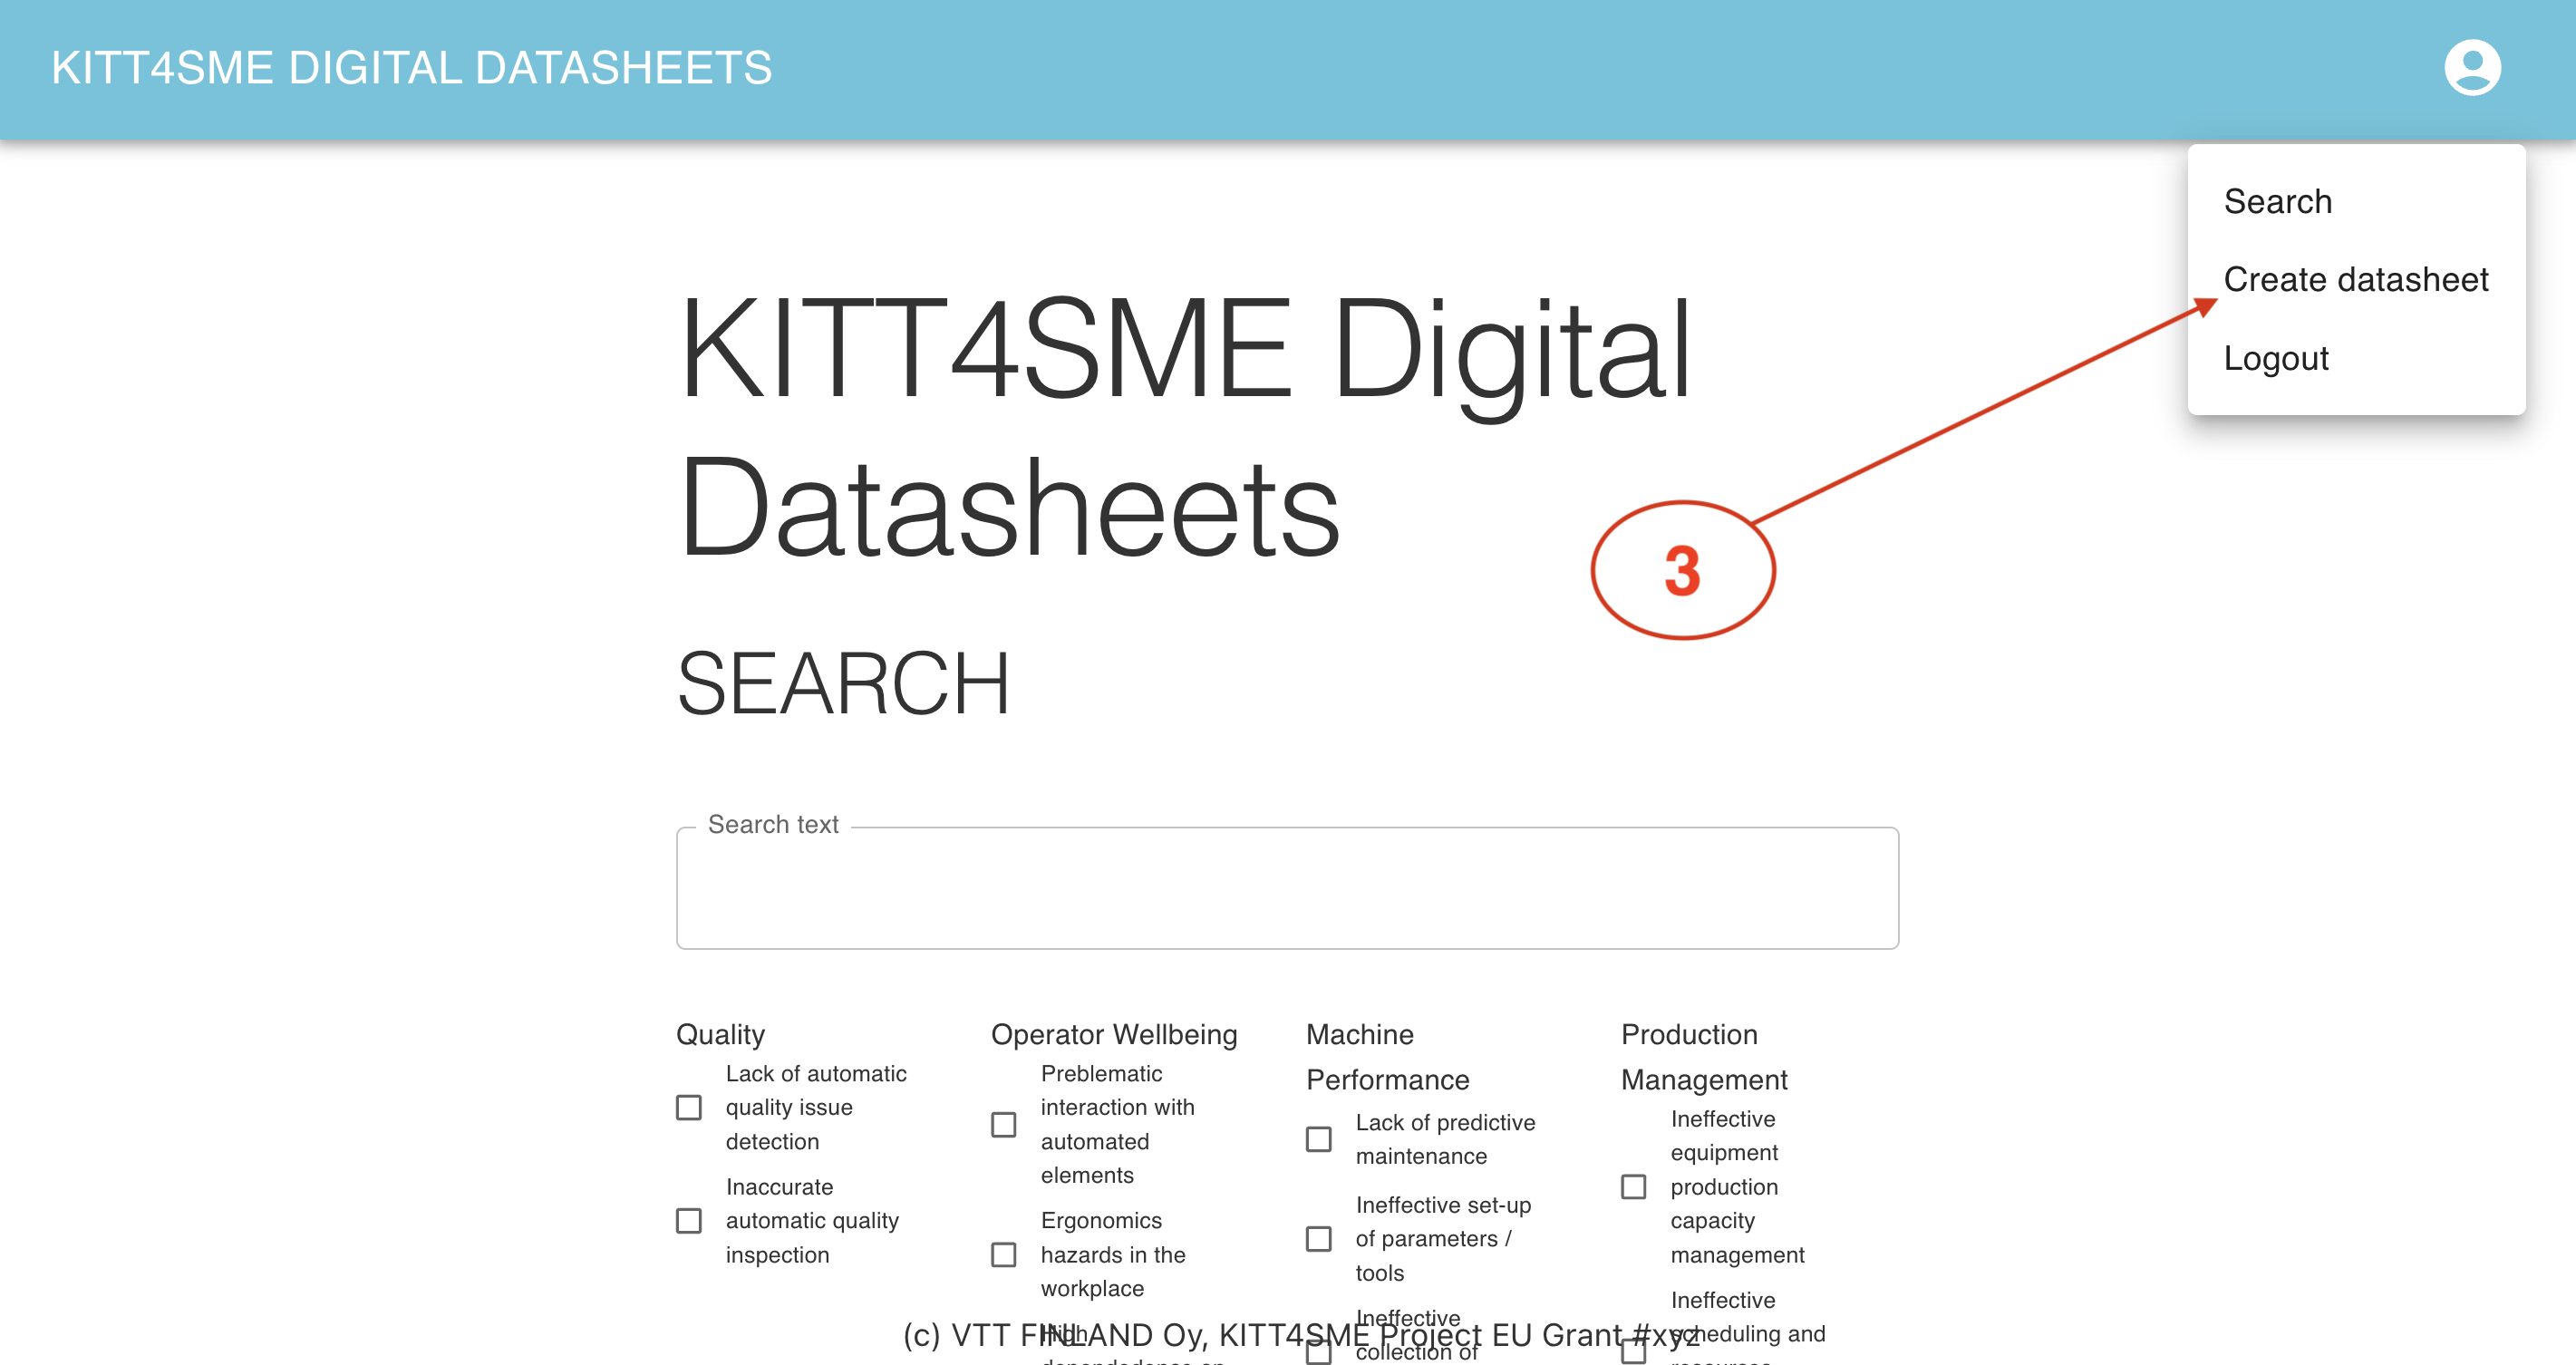 KITT4SME DIGITAL DATASHEETS
Search
Create datasheet
Logout
KITT4SME Digital
Datasheets
3
SEARCH
Search text
Quality
Lack of automatic
quality issue
detection
Inaccurate
automatic quality
inspection
Operator Wellbeing
Preblematic
interaction with
automated
elements
Ergonomics
hazards in the
workplace
High
Machine
Performance
Lack of predictive
maintenance
Ineffective set-up
of parameters /
tools
Ineffective
collection of
Production
Management
Ineffective
equipment
production
capacity
management
Ineffective
scheduling and
resources
(c) VTT FINLAND Oy, KITT4SME Project EU Grant #xyz